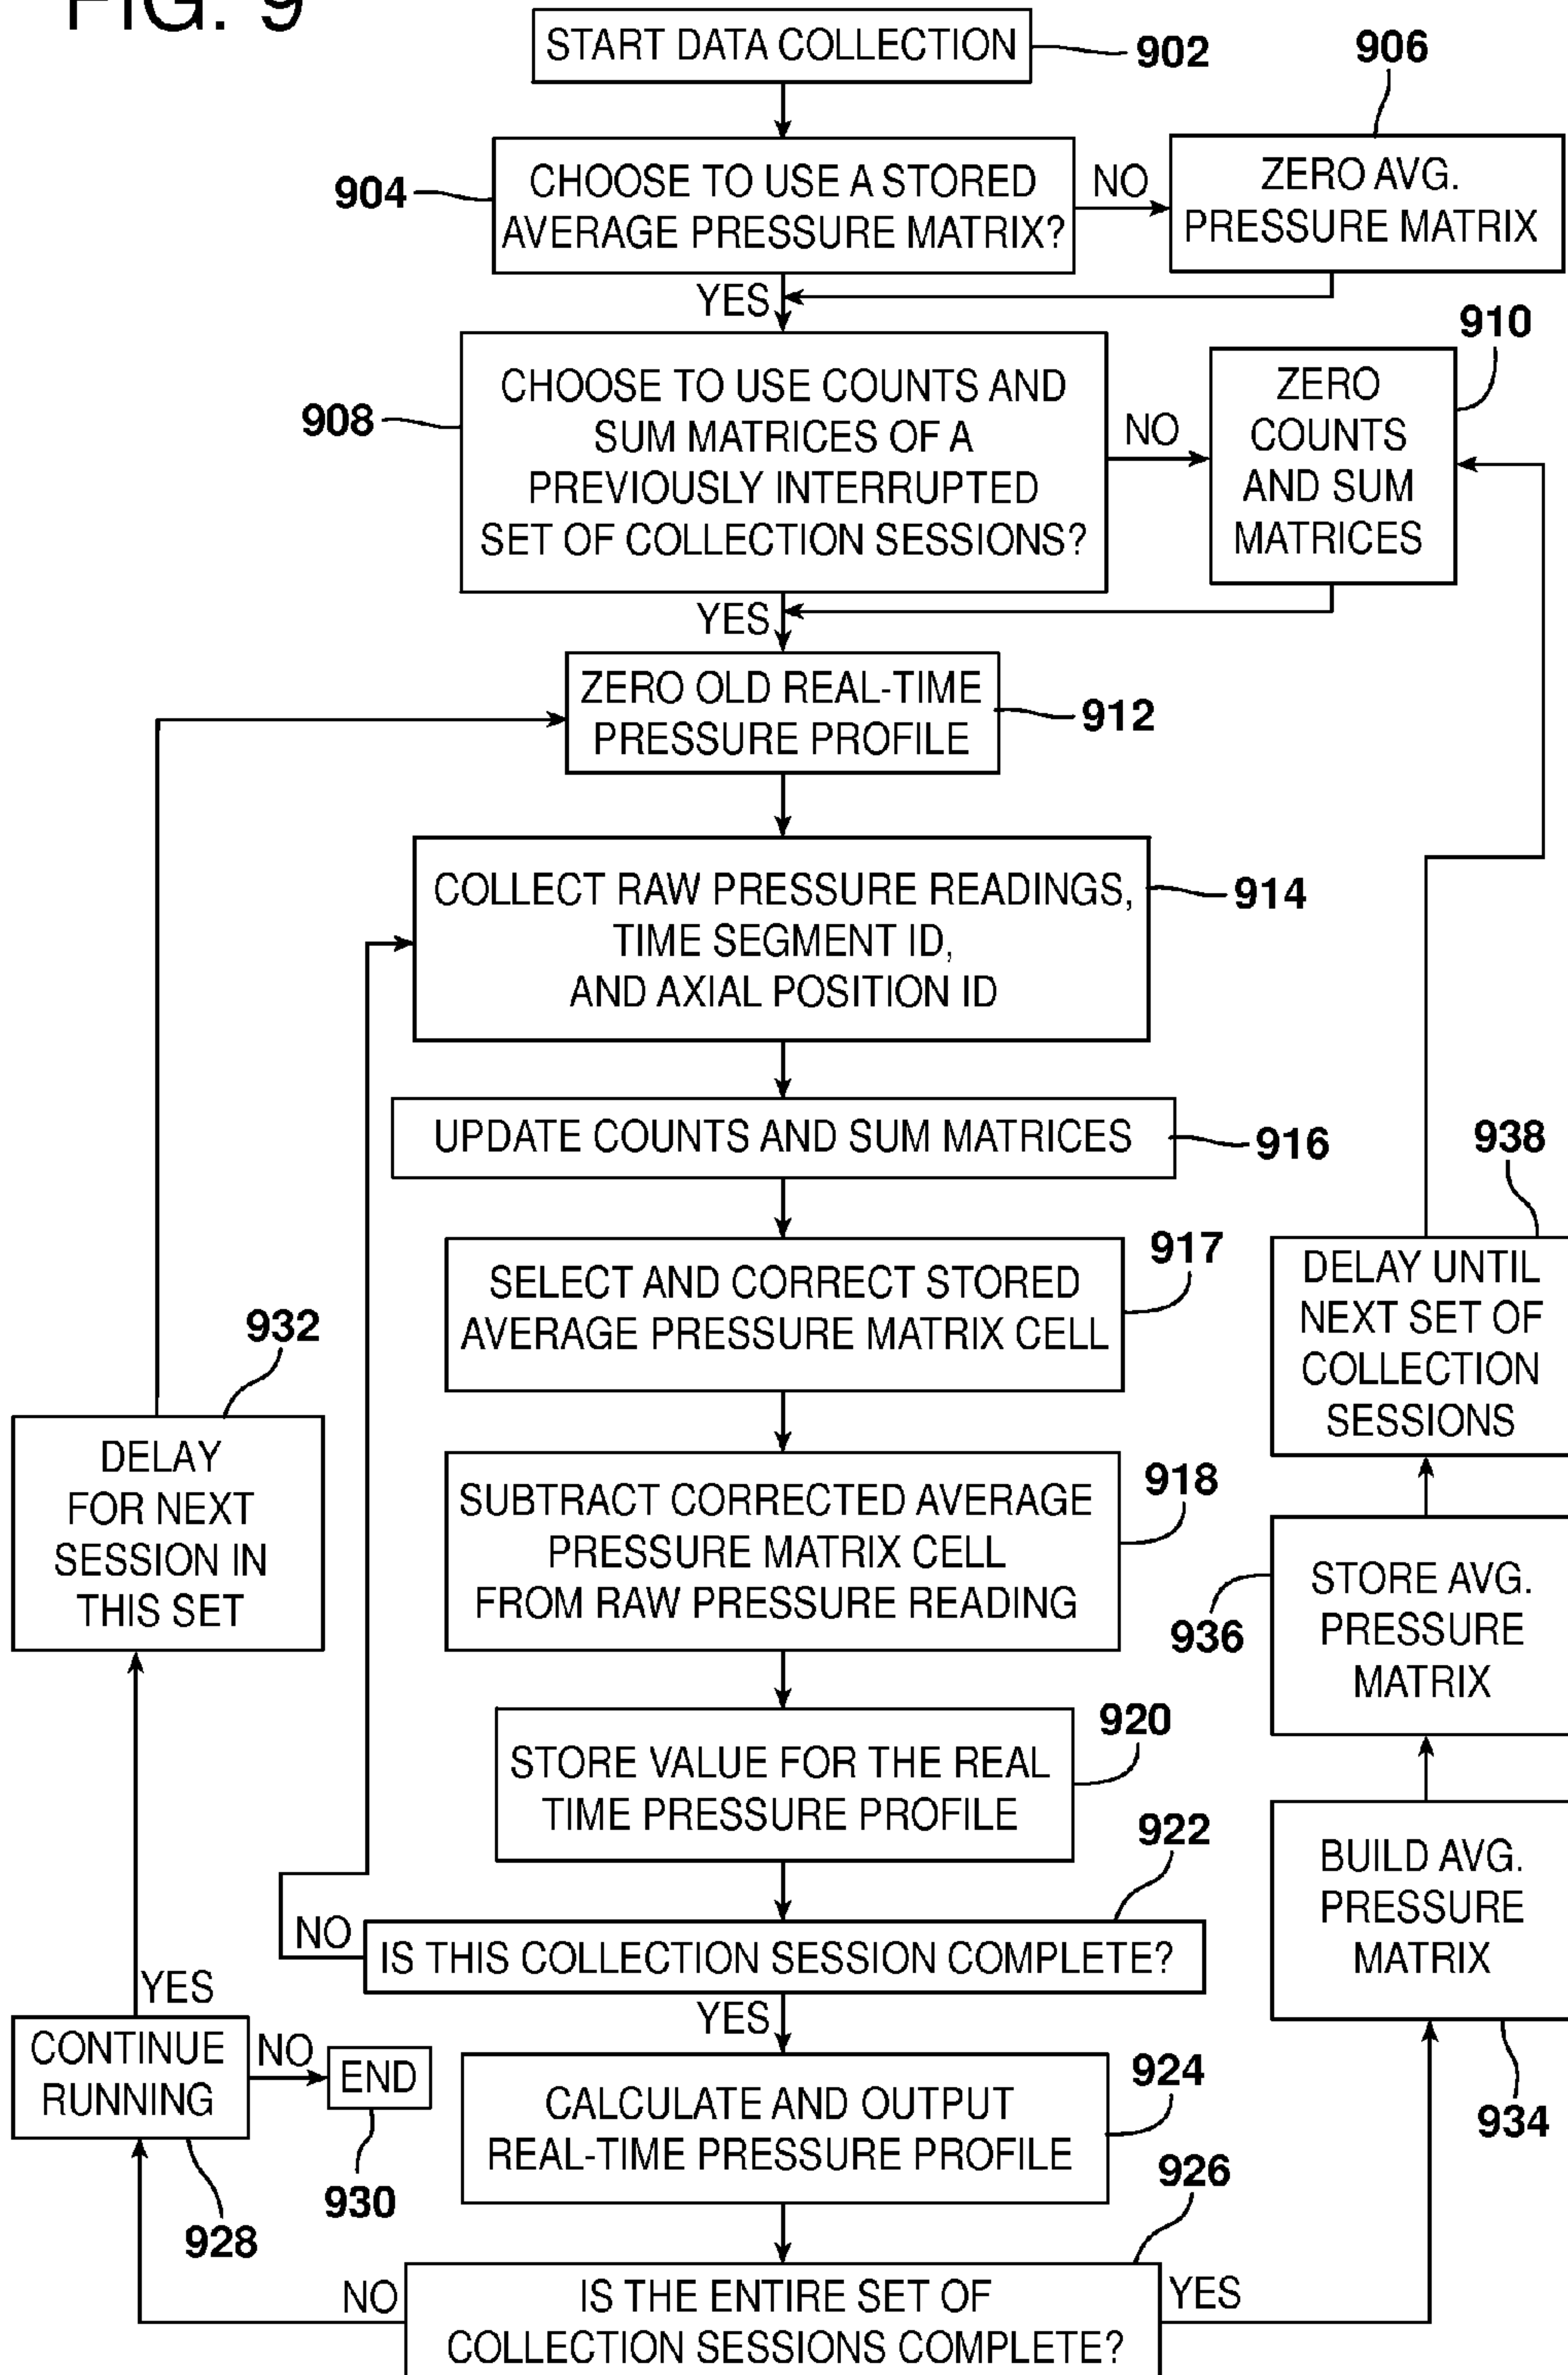 FIG. 9
START DATA COLLECTION
902
906
904
CHOOSE TO USE A STORED
AVERAGE PRESSURE MATRIX?
NO
ZERO AVG.
PRESSURE MATRIX
YES
910
908
CHOOSE TO USE COUNTS AND
SUM MATRICES OF A
PREVIOUSLY INTERRUPTED
SET OF COLLECTION SESSIONS?
NO
ZERO
COUNTS
AND SUM
MATRICES
YES
ZERO OLD REAL-TIME
PRESSURE PROFILE
912
COLLECT RAW PRESSURE READINGS,
TIME SEGMENT ID,
AND AXIAL POSITION ID
914
UPDATE COUNTS AND SUM MATRICES
916
938
917
SELECT AND CORRECT STORED
AVERAGE PRESSURE MATRIX CELL
DELAY UNTIL
NEXT SET OF
COLLECTION
SESSIONS
932
DELAY
FOR NEXT
SESSION IN
THIS SET
918
SUBTRACT CORRECTED AVERAGE
PRESSURE MATRIX CELL
FROM RAW PRESSURE READING
936
STORE AVG.
PRESSURE
MATRIX
920
STORE VALUE FOR THE REAL
TIME PRESSURE PROFILE
922
BUILD AVG.
PRESSURE
MATRIX
NO
IS THIS COLLECTION SESSION COMPLETE?
YES
YES
CONTINUE
RUNNING
NO
END
924
CALCULATE AND OUTPUT
REAL-TIME PRESSURE PROFILE
934
926
930
928
NO
IS THE ENTIRE SET OF
COLLECTION SESSIONS COMPLETE?
YES